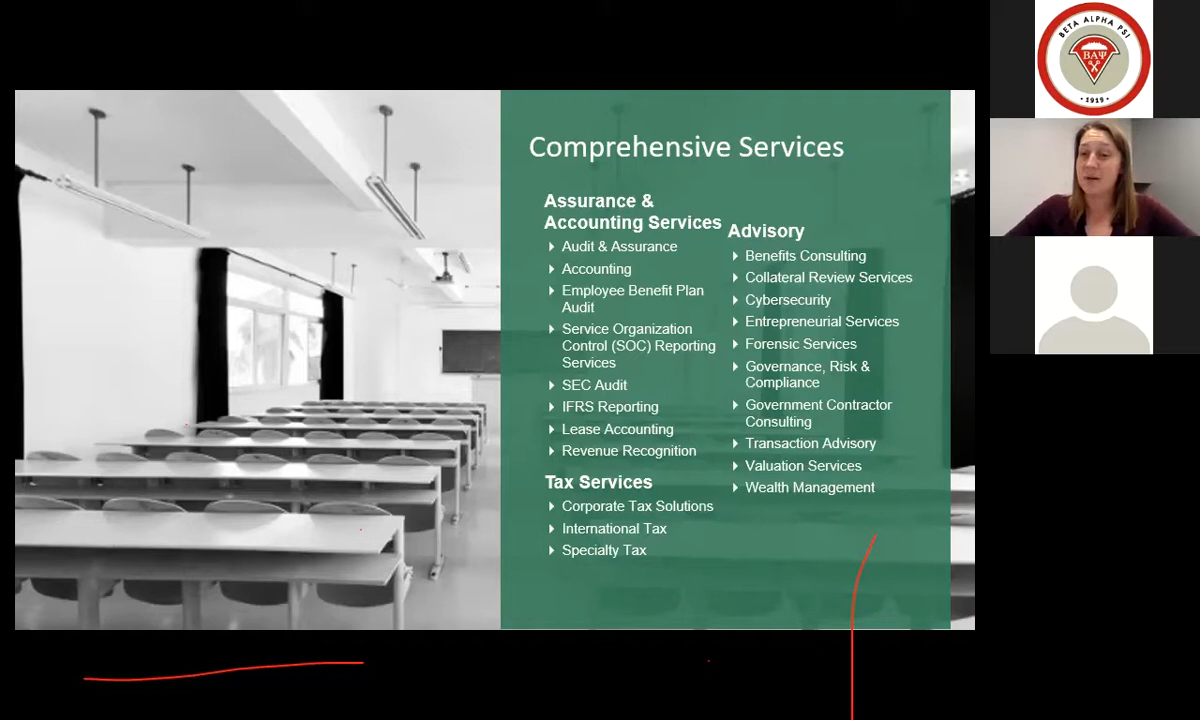 Comprehensive Services
Assurance &
Accounting Services
Audit & Assurance
Accounting
Employee Benefit Plan
Audit
Service Organization
Control (SOC) Reporting
Services
SEC Audit
IFRS Reporting
Lease Accounting
Revenue Recognition
Tax Services
Corporate Tax Solutions
International Tax
Specialty Tax
Advisory
Benefits Consulting
Collateral Review Services
Cybersecurity
Entrepreneurial Services
Forensic Services
Governance, Risk &
Compliance
Government Contractor
Consulting
Transaction Advisory
Valuation Services
Wealth Management
BETA ALPHA PSI
ΒΑΨ
• 1919 •